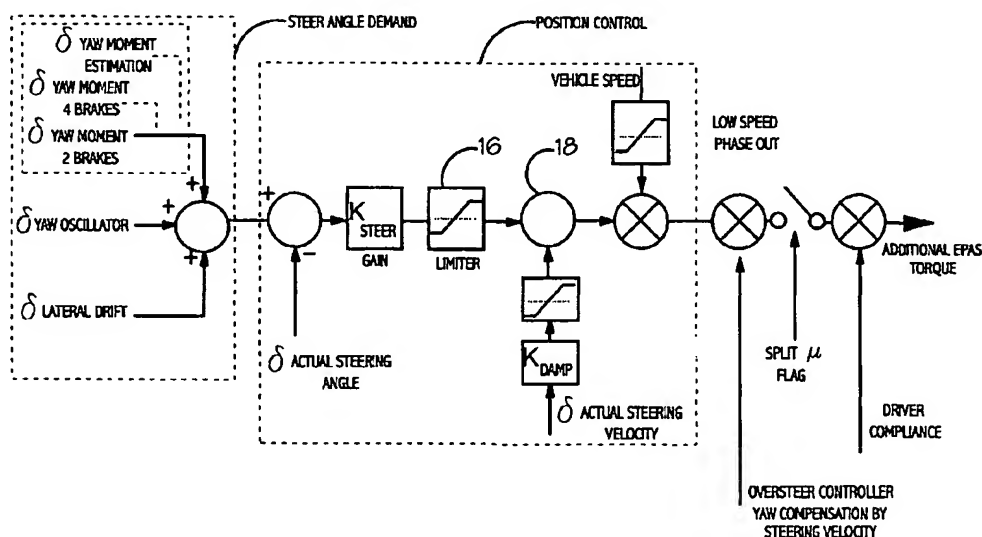 STEER ANGLE DEMAND
POSITION CONTROL
δ YAW MOMENT
ESTIMATION
δ YAW MOMENT
4 BRAKES
δ YAW MOMENT
2 BRAKES
δ YAW OSCILLATOR
δ LATERAL DRIFT
+
+
+
+
−
δ ACTUAL STEERING
ANGLE
K
STEER
GAIN
16
LIMITER
18
VEHICLE SPEED
LOW SPEED
PHASE OUT
K
DAMP
δ ACTUAL STEERING
VELOCITY
OVERSTEER CONTROLLER
YAW COMPENSATION BY
STEERING VELOCITY
SPLIT μ
FLAG
DRIVER
COMPLIANCE
ADDITIONAL EPAS
TORQUE